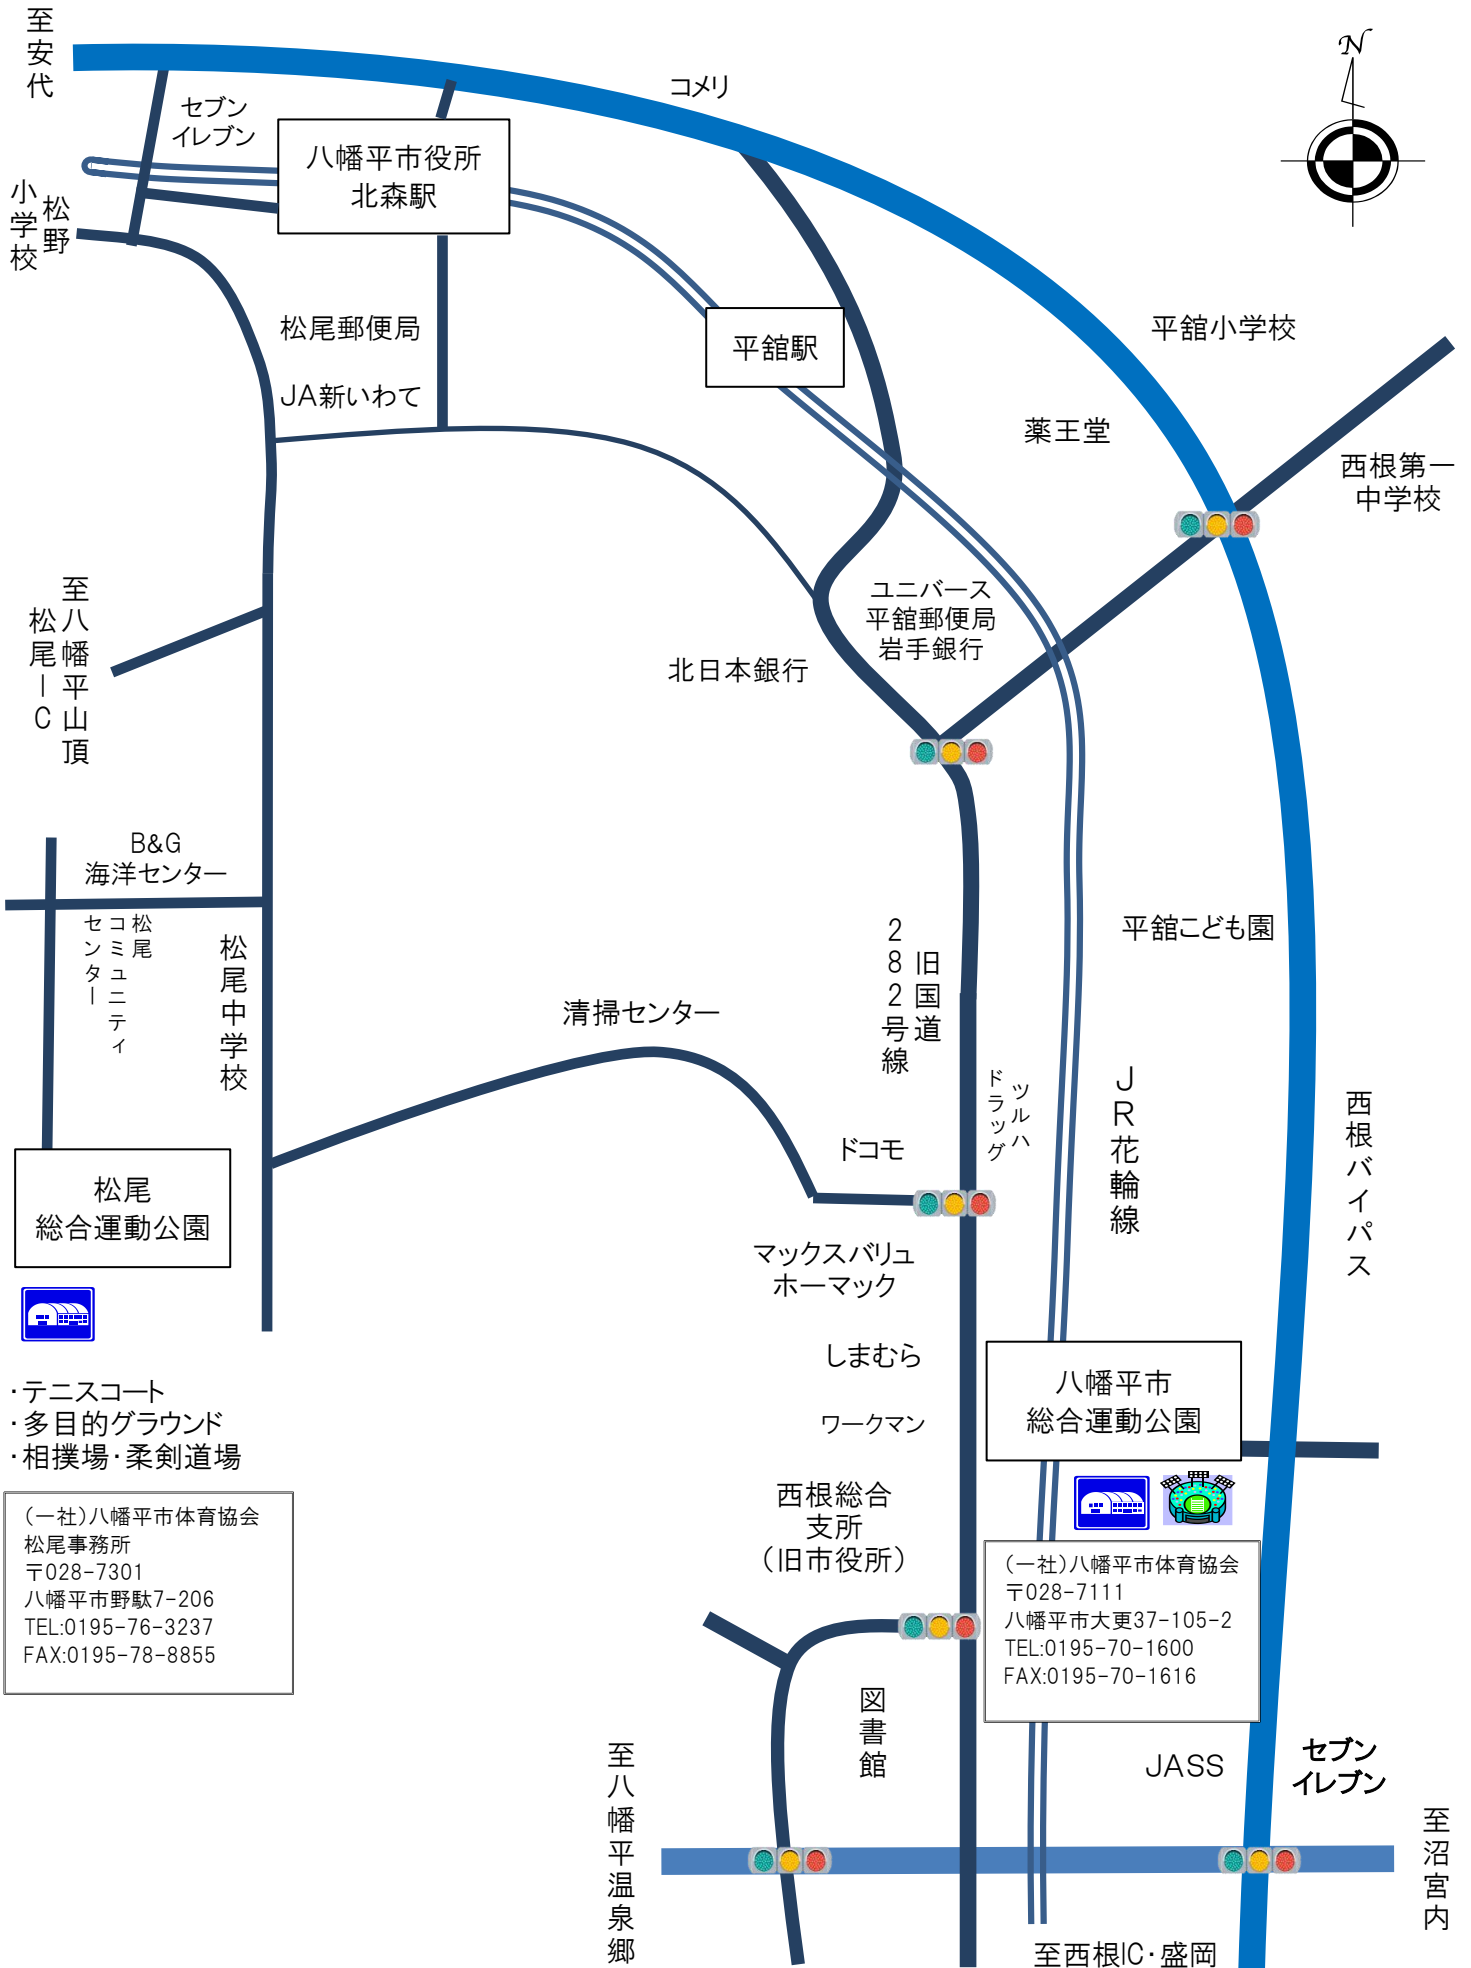 至安代
N
コメリ
セブン
イレブン
八幡平市役所
北森駅
松野
小学校
松尾郵便局
JA新いわて
平舘駅
平舘小学校
薬王堂
西根第一
中学校
ユニバース
平舘郵便局
岩手銀行
北日本銀行
至八幡平山頂
松尾ーC
B&G
海洋センター
松尾
コミュニティ
センター
松尾中学校
旧国道
282号線
平舘こども園
清掃センター
ツルハ
ドラッグ
JR花輪線
西根バイパス
ドコモ
松尾
総合運動公園
マックスバリュ
ホーマック
しまむら
ワークマン
八幡平市
総合運動公園
・テニスコート
・多目的グラウンド
・相撲場・柔剣道場
西根総合
支所
（旧市役所）
（一社）八幡平市体育協会
松尾事務所
〒028-7301
八幡平市野駄7-206
TEL:0195-76-3237
FAX:0195-78-8855
（一社）八幡平市体育協会
〒028-7111
八幡平市大更37-105-2
TEL:0195-70-1600
FAX:0195-70-1616
図書館
JASS
セブン
イレブン
至八幡平温泉郷
至沼宮内
至西根IC・盛岡